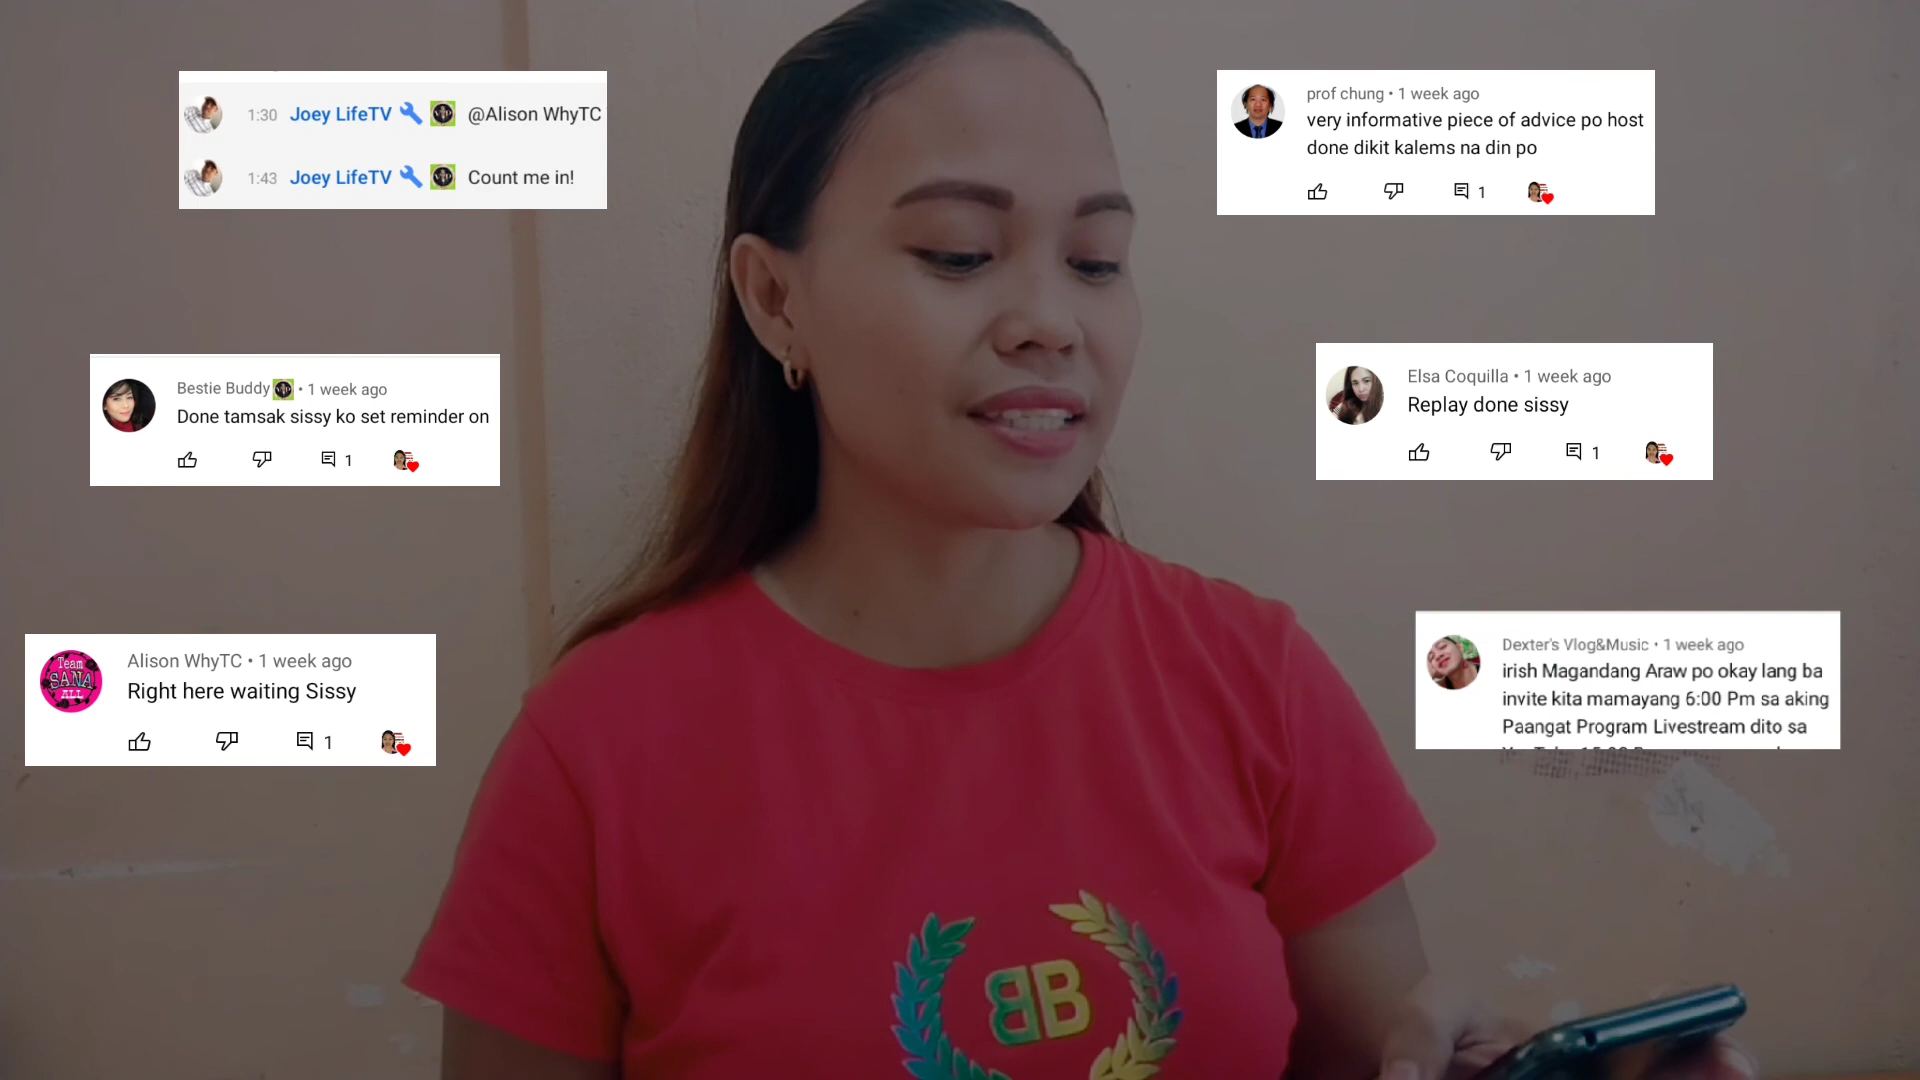 1:30 Joey LifeTV @Alison WhyTC
1:43 Joey LifeTV Count me in!
prof chung • 1 week ago
very informative piece of advice po host
done dikit kalems na din po
1
Bestie Buddy • 1 week ago
Done tamsak sissy ko set reminder on
1
Elsa Coquilla • 1 week ago
Replay done sissy
1
Team
SANA
ALL
Alison WhyTC • 1 week ago
Right here waiting Sissy
1
Dexter's Vlog&Music • 1 week ago
irish Magandang Araw po okay lang ba
invite kita mamayang 6:00 Pm sa aking
Paangat Program Livestream dito sa
BB